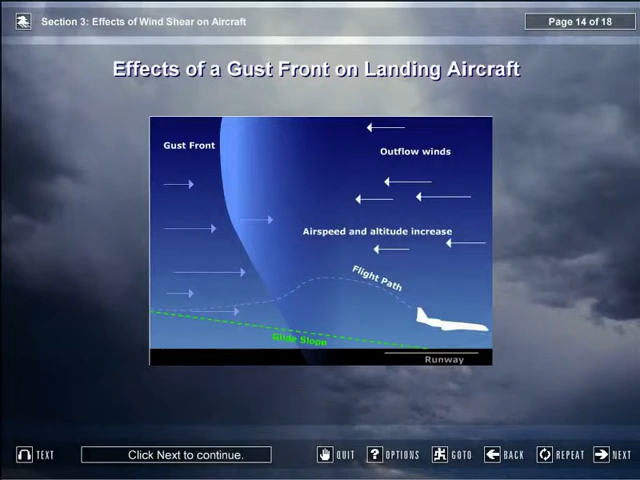 Section 3: Effects of Wind Shear on Aircraft
Page 14 of 18
Effects of a Gust Front on Landing Aircraft
Gust Front
Outflow winds
Airspeed and altitude increase
Flight Path
Glide Slope
Runway
TEXT
Click Next to continue.
QUIT
? OPTIONS
GOTO
BACK
REPEAT
NEXT